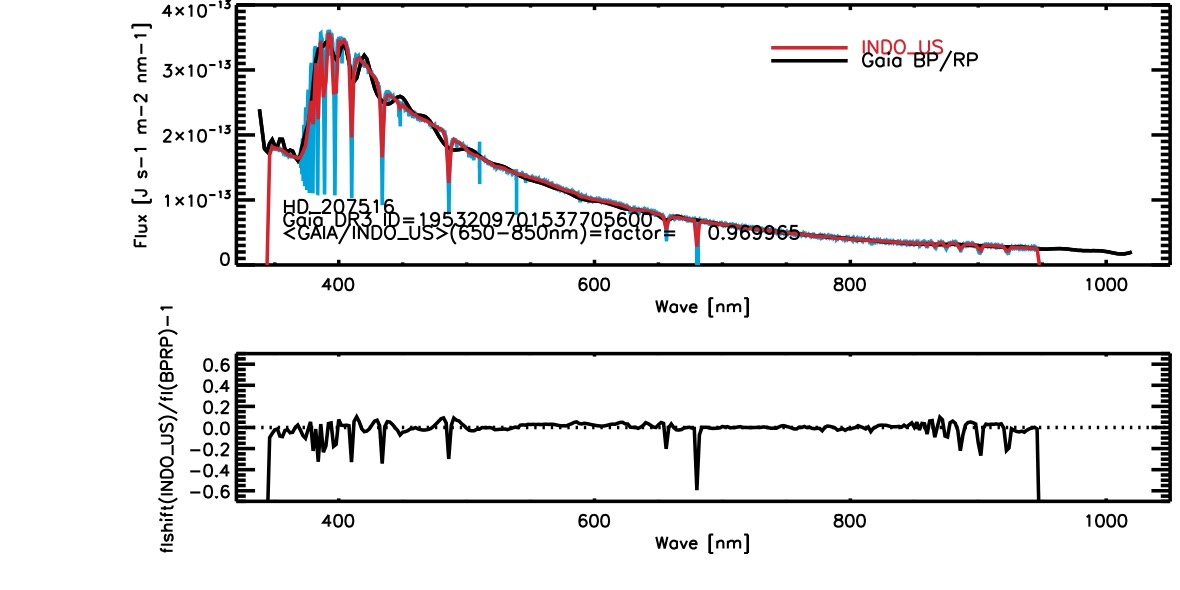 4×10−13
3×10−13
2×10−13
1×10−13
0
Flux [J s−1 m−2 nm−1]
INDO_US
Gaia BP/RP
HD_207516
Gaia DR3 ID=1953209701537705600
<GAIA/INDO_US>(650−850nm)=factor= 0.969965
400 600 800 1000
Wave [nm]
flshift(INDO_US)/fl(BPRP)−1
0.6
0.4
0.2
0.0
−0.2
−0.4
−0.6
400 600 800 1000
Wave [nm]